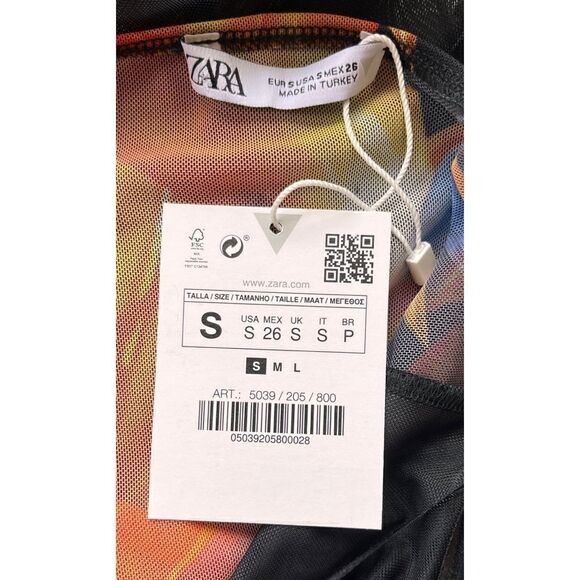 ZARA
EUR S USA S MEX 26
MADE IN TURKEY
FSC
MIX
www.zara.com
TALLA / SIZE / TAMANHO / TAILLE / MAAT / ΜΕΓΕΘΟΣ
S
USA MEX UK IT BR
S 26 S S P
S M L
ART.: 5039 / 205 / 800
05039205800028